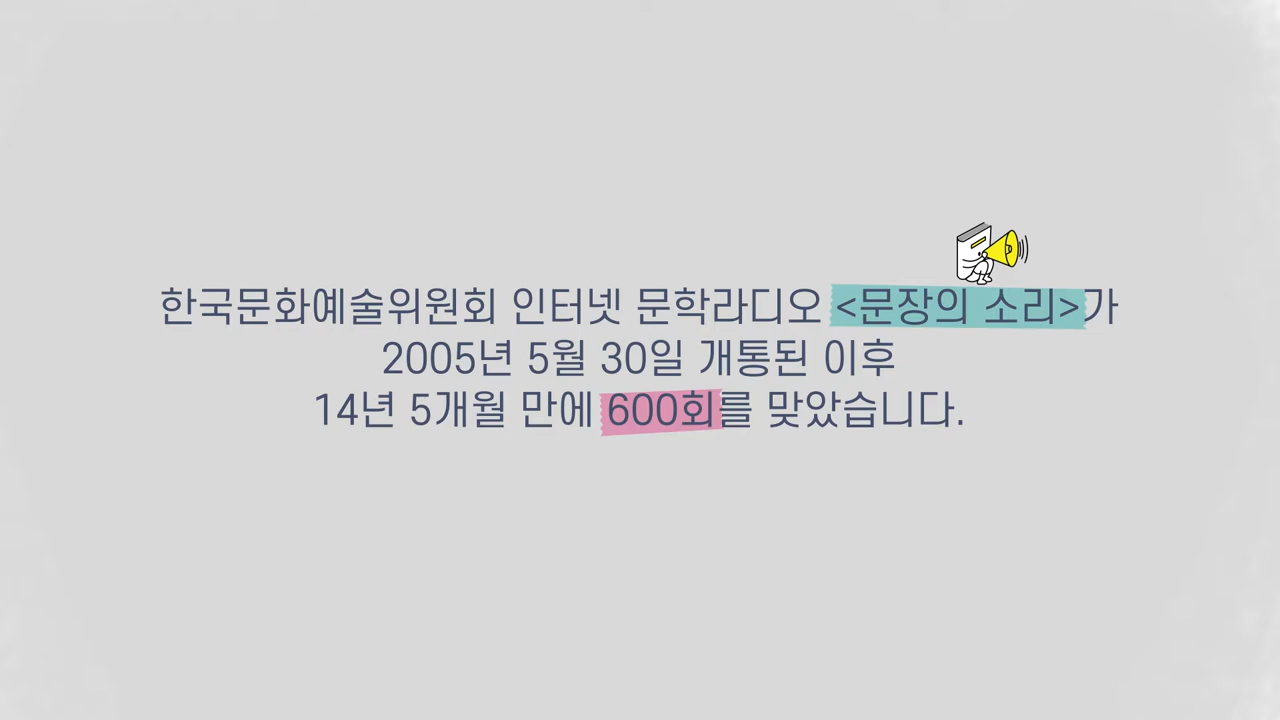 한국문화예술위원회 인터넷 문학라디오 <문장의 소리>가
2005년 5월 30일 개통된 이후
14년 5개월 만에 600회를 맞았습니다.